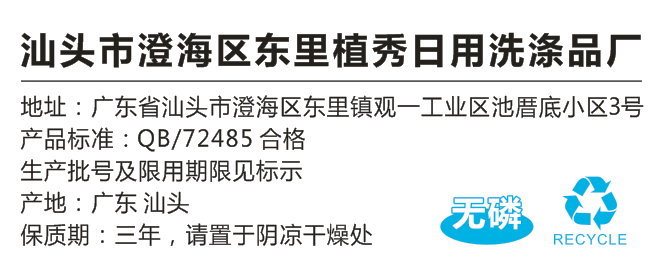 汕头市澄海区东里植秀日用洗涤品厂
地址：广东省汕头市澄海区东里镇观一工业区池厝底小区3号
产品标准：QB/72485 合格
生产批号及限用期限见标示
产地：广东 汕头
保质期：三年，请置于阴凉干燥处
无磷
RECYCLE